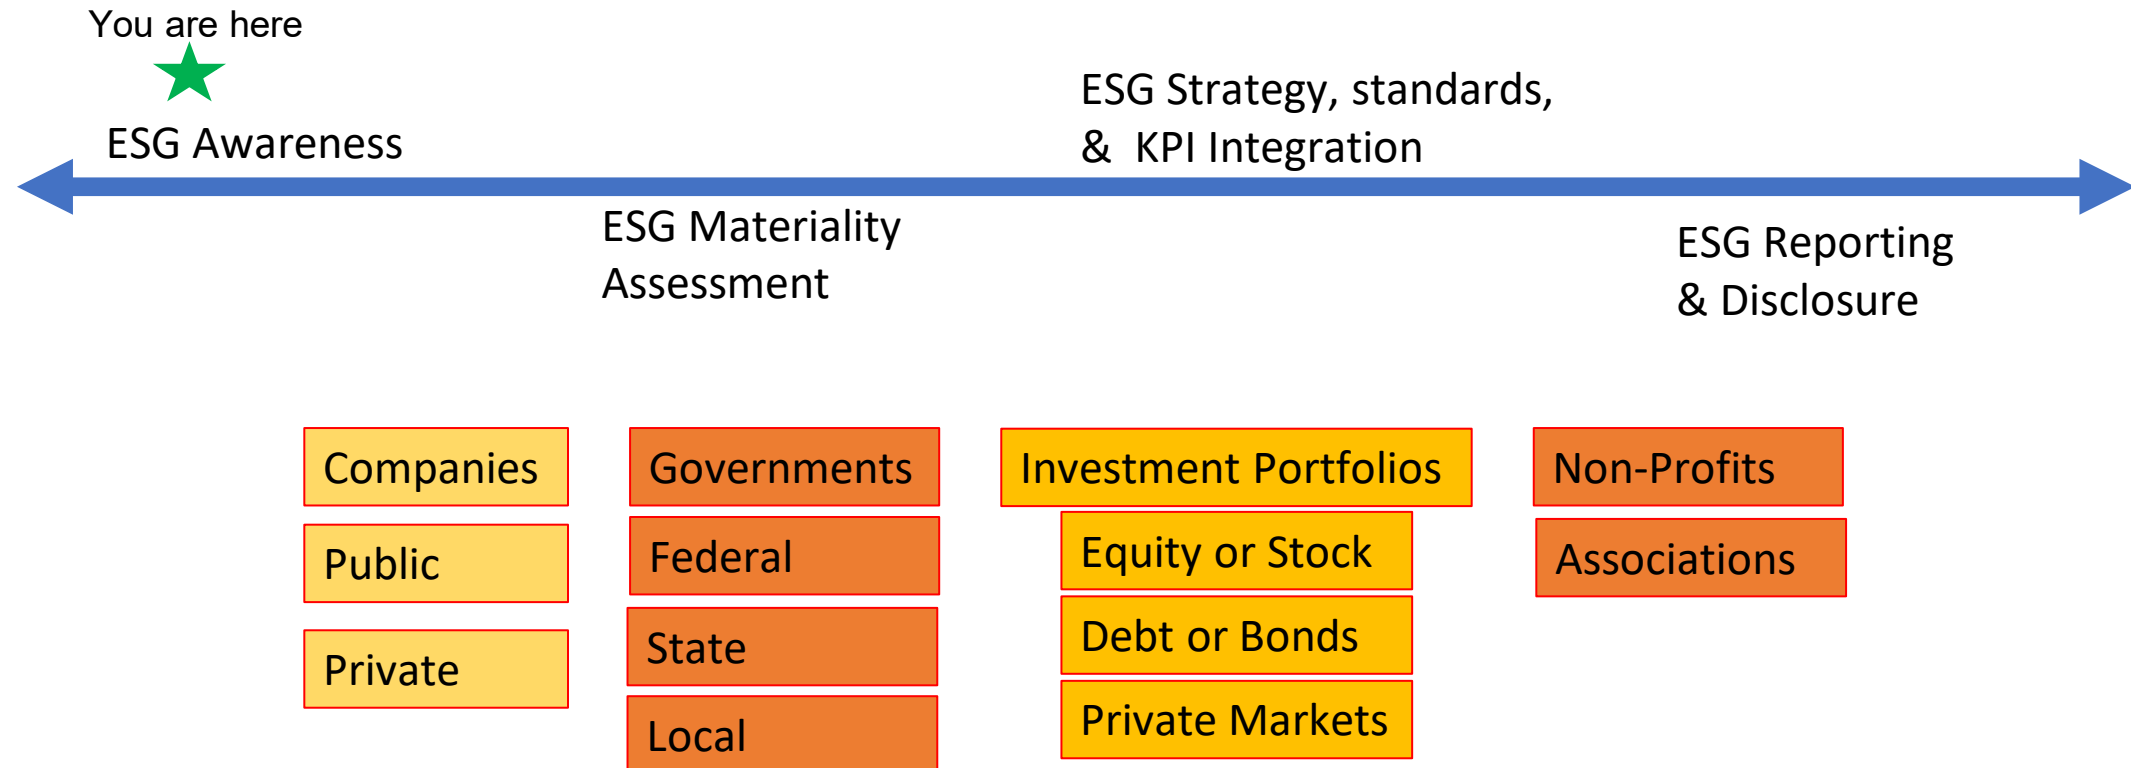 You are here
ESG Awareness
ESG Strategy, standards,
& KPI Integration
ESG Materiality
Assessment
ESG Reporting
& Disclosure
Companies
Public
Private
Governments
Federal
State
Local
Investment Portfolios
Equity or Stock
Debt or Bonds
Private Markets
Non-Profits
Associations